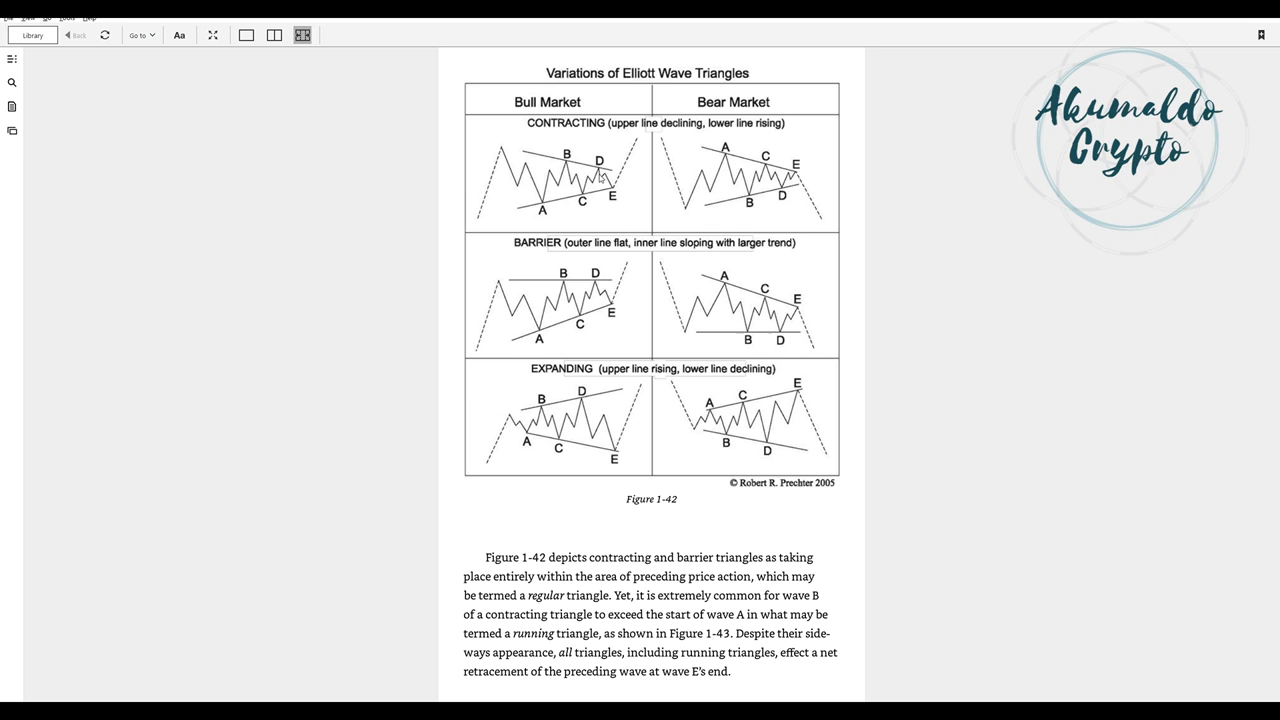 File View Go Tools Help
Library
Back
Go to
Aa
Akumaldo
Crypto
Variations of Elliott Wave Triangles
Bull Market
Bear Market
CONTRACTING (upper line declining, lower line rising)
B
D
A
C
E
A
C
E
B
D
BARRIER (outer line flat, inner line sloping with larger trend)
B
D
A
C
E
A
C
E
B
D
EXPANDING (upper line rising, lower line declining)
B
D
A
C
E
A
C
E
B
D
© Robert R. Prechter 2005
Figure 1-42
Figure 1-42 depicts contracting and barrier triangles as taking
place entirely within the area of preceding price action, which may
be termed a regular triangle. Yet, it is extremely common for wave B
of a contracting triangle to exceed the start of wave A in what may be
termed a running triangle, as shown in Figure 1-43. Despite their side-
ways appearance, all triangles, including running triangles, effect a net
retracement of the preceding wave at wave E's end.